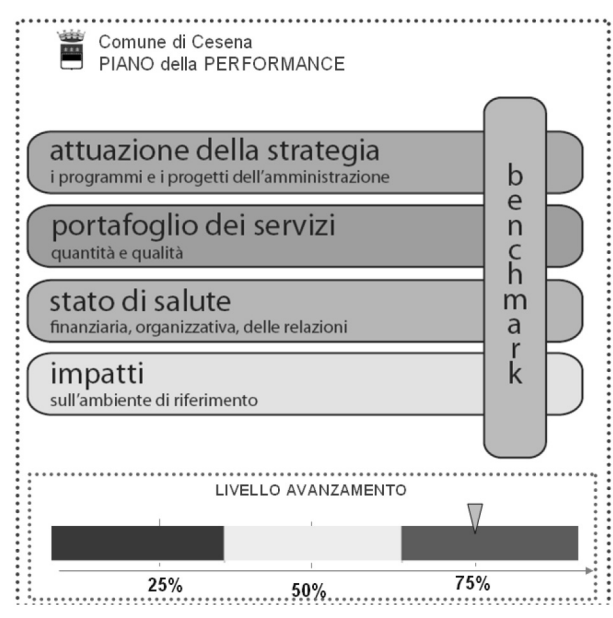 Comune di Cesena
PIANO della PERFORMANCE
attuazione della strategia
i programmi e i progetti dell'amministrazione
portafoglio dei servizi
quantità e qualità
stato di salute
finanziaria, organizzativa, delle relazioni
impatti
sull'ambiente di riferimento
benchmark
LIVELLO AVANZAMENTO
25% 50% 75%